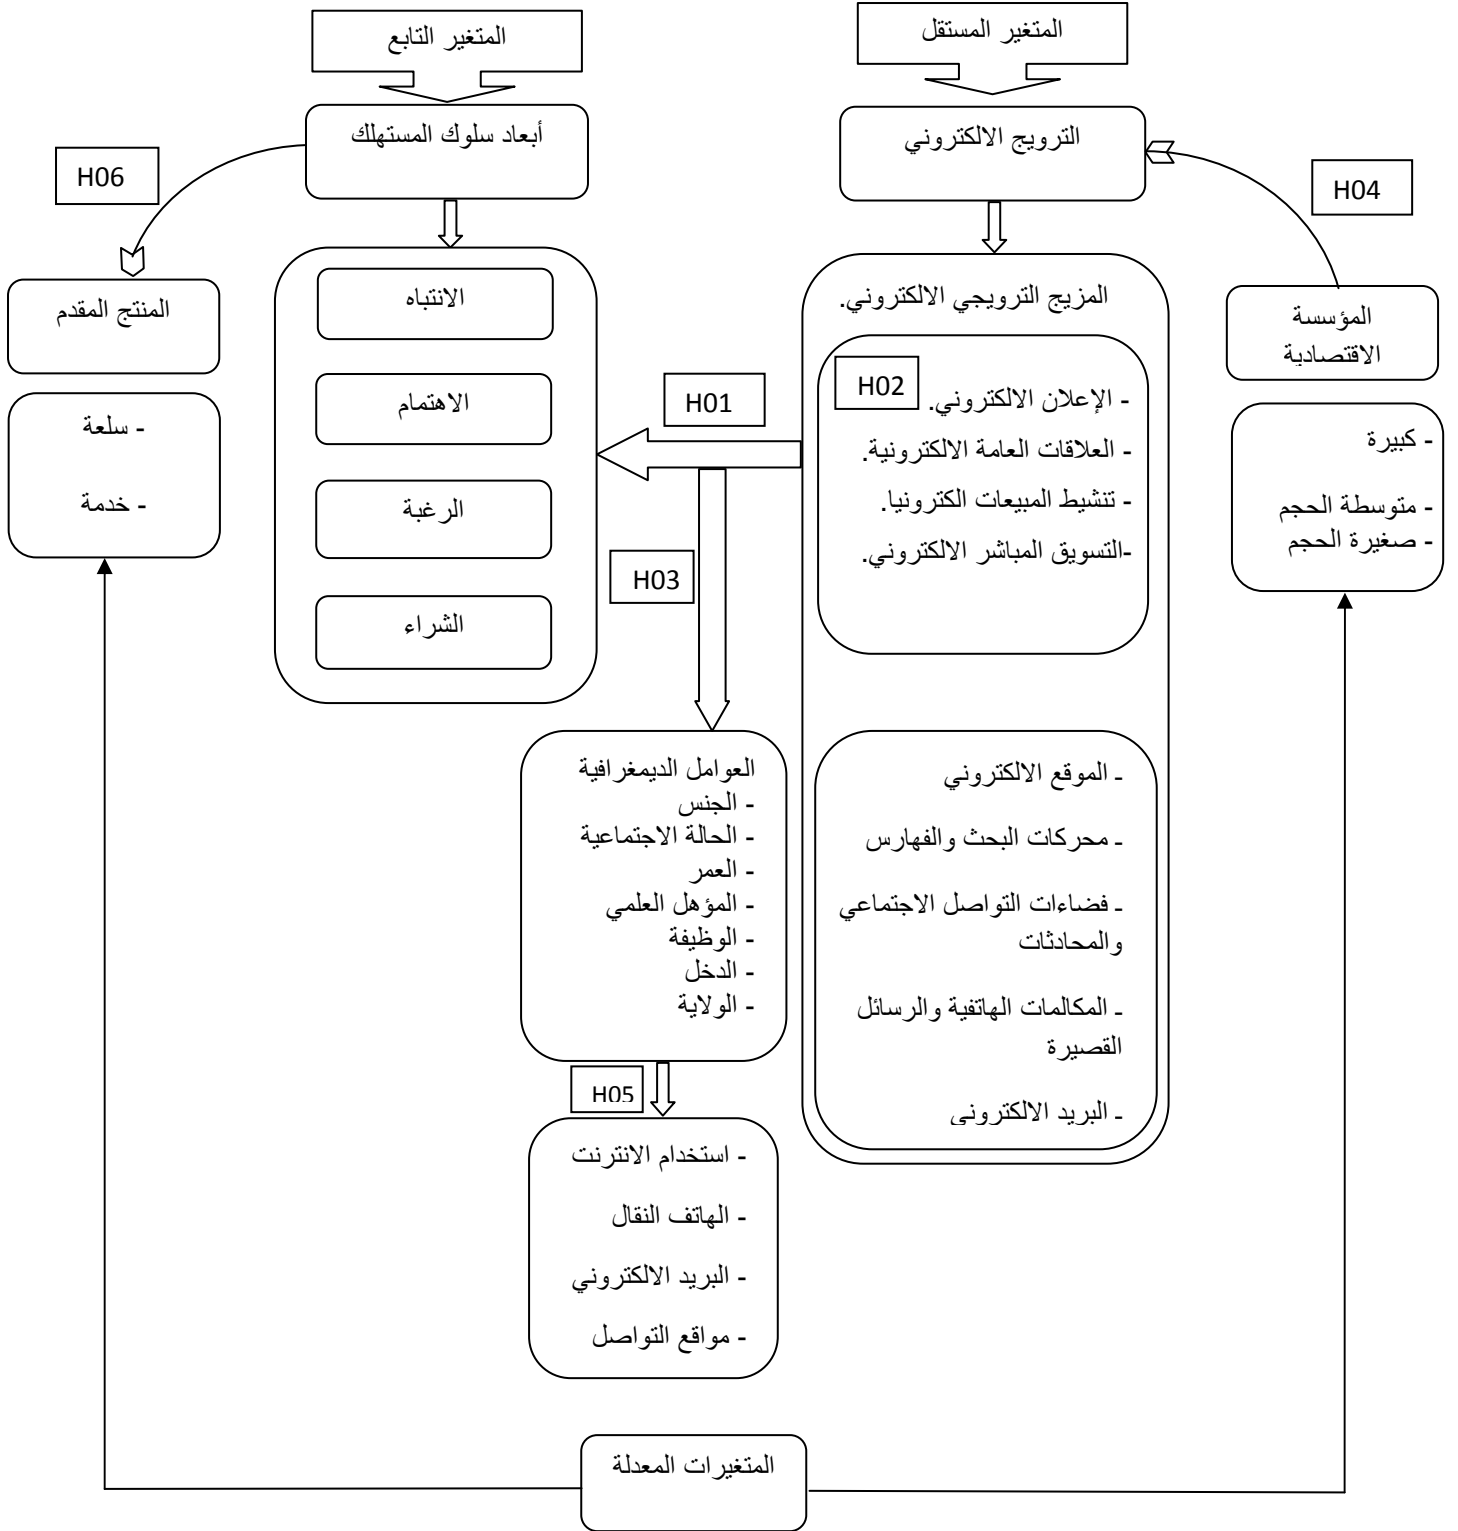 المتغير المستقل
المتغير التابع
الترويج الالكتروني
أبعاد سلوك المستهلك
H04
H06
المزيج الترويجي الالكتروني.
المؤسسة
الاقتصادية
الانتباه
المنتج المقدم
H02
- الإعلان الالكتروني.
- العلاقات العامة الالكترونية.
- تنشيط المبيعات الكترونيا.
-التسويق المباشر الالكتروني.
- كبيرة
- متوسطة الحجم
- صغيرة الحجم
H01
الاهتمام
الرغبة
الشراء
- سلعة
- خدمة
H03
العوامل الديمغرافية
- الجنس
- الحالة الاجتماعية
- العمر
- المؤهل العلمي
- الوظيفة
- الدخل
- الولاية
- الموقع الالكتروني
- محركات البحث والفهارس
- فضاءات التواصل الاجتماعي
والمحادثات
- المكالمات الهاتفية والرسائل
القصيرة
- البريد الالكتروني
H05
- استخدام الانترنت
- الهاتف النقال
- البريد الالكتروني
- مواقع التواصل
المتغيرات المعدلة